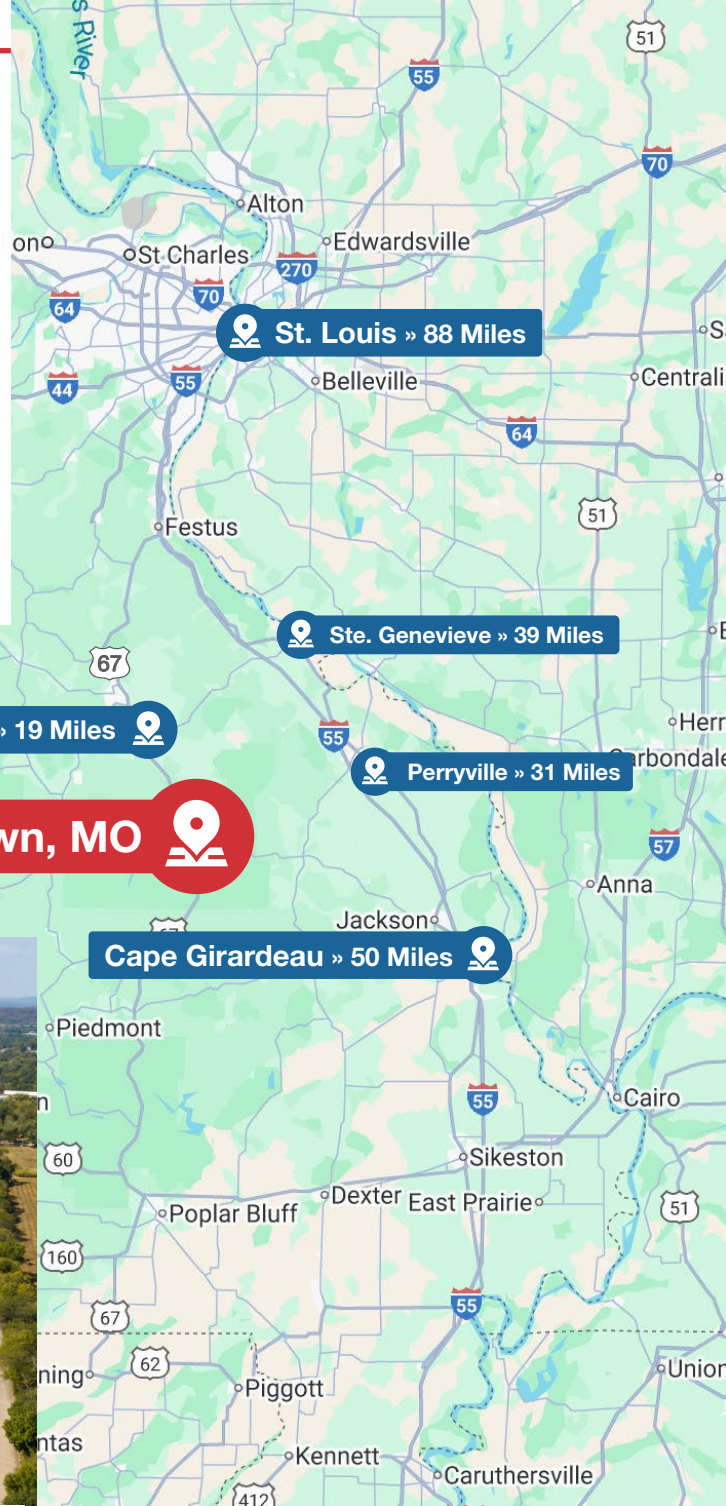 s River
51
55
70
Alton
Edwardsville
St Charles
270
70
64
St. Louis » 88 Miles
Belleville
Centrali
44
55
64
51
Festus
Ste. Genevieve » 39 Miles
67
» 19 Miles
55
Herr
Carbondale
Perryville » 31 Miles
wn, MO
57
Anna
Jackson
Cape Girardeau » 50 Miles
Piedmont
55
Cairo
60
Sikeston
Dexter
East Prairie
Poplar Bluff
51
160
55
67
62
ning
Union
Piggott
ntas
Kennett
Caruthersville
412